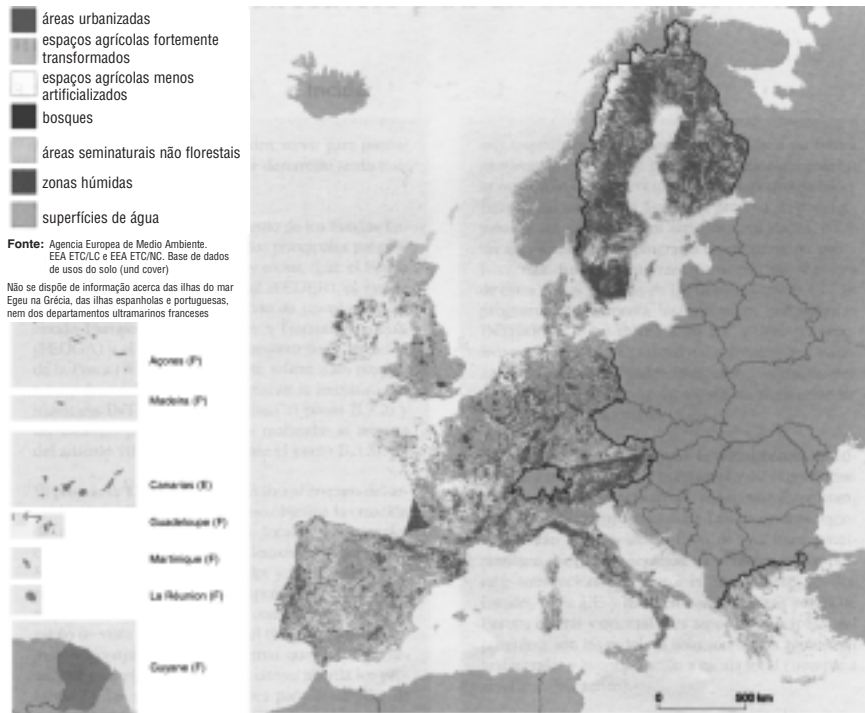 áreas urbanizadas
espaços agrícolas fortemente
transformados
espaços agrícolas menos
artificializados
bosques
áreas seminaturais não florestais
zonas húmidas
superfícies de água
Fonte: Agencia Europea de Medio Ambiente.
EEA ETC/LC e EEA ETC/NC. Base de dados
de usos do solo (und cover)
Não se dispõe de informação acerca das ilhas do mar
Egeu na Grécia, das ilhas espanholas e portuguesas,
nem dos departamentos ultramarinos franceses
Açores (P)
Madeira (P)
Canarias (E)
Guadeloupe (F)
Martinique (F)
La Réunion (F)
Guyane (F)
0 500 km